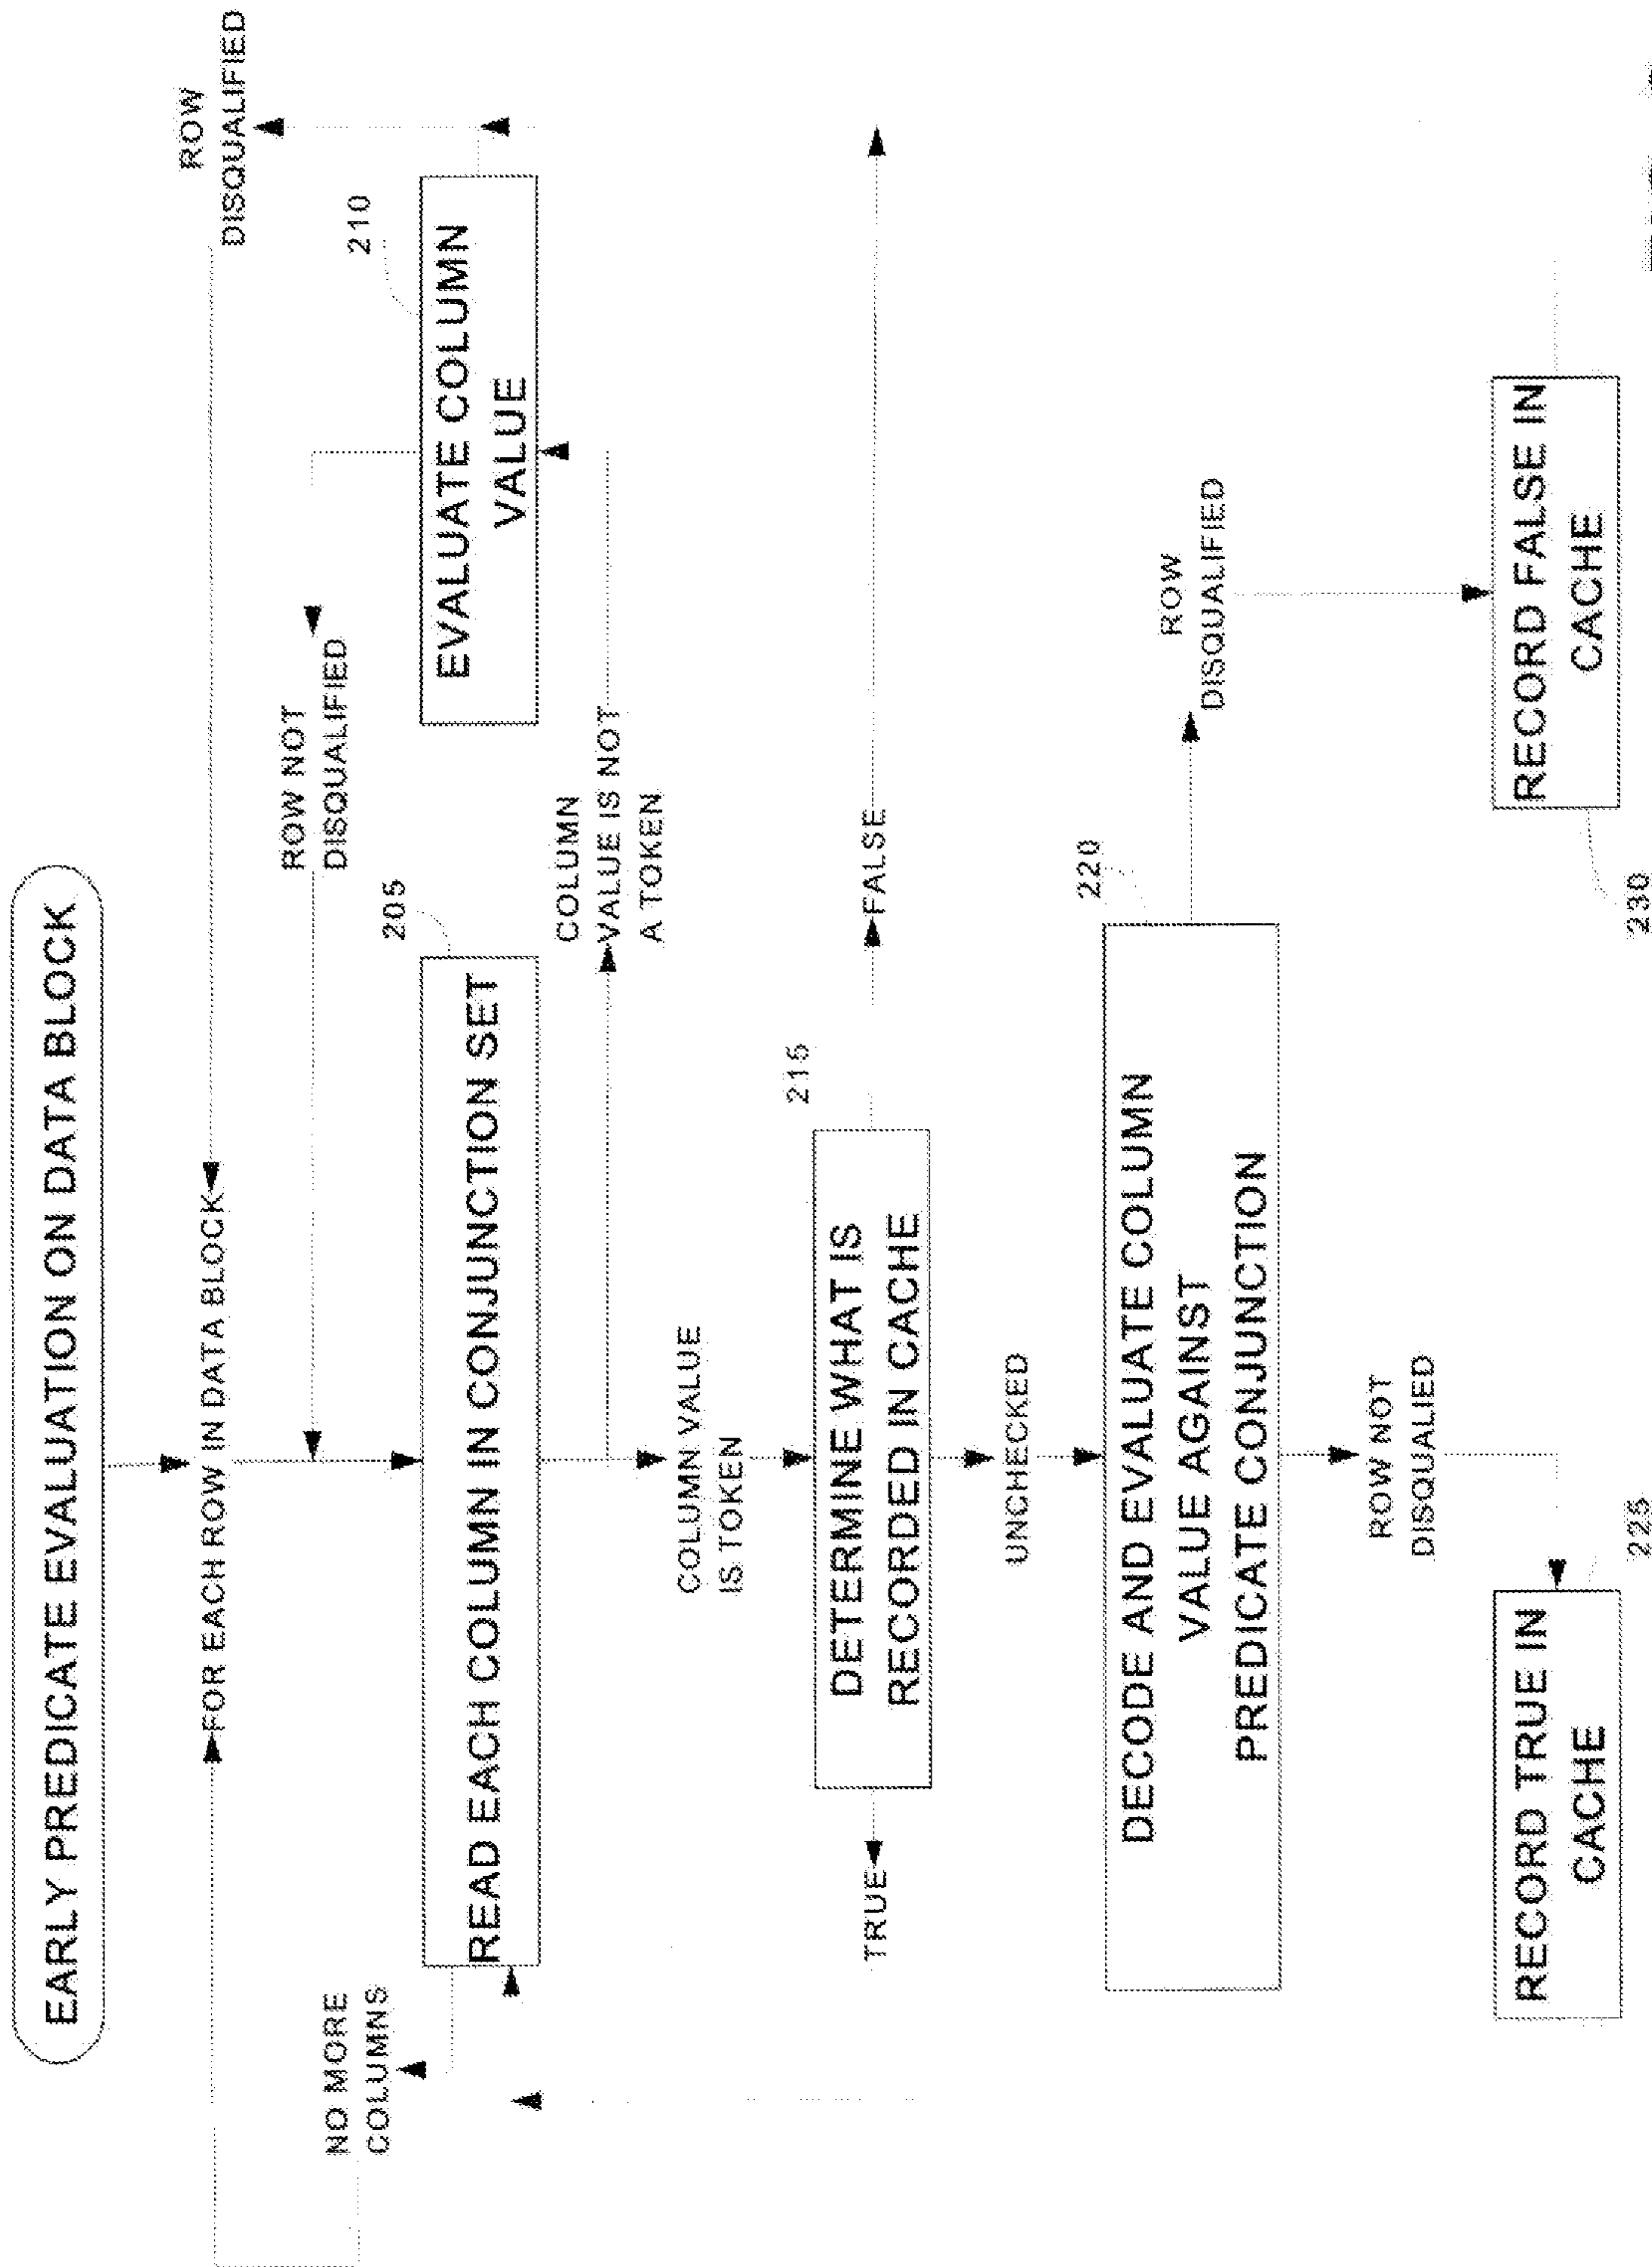 EARLY PREDICATE EVALUATION ON DATA BLOCK
FOR EACH ROW IN DATA BLOCK
ROW
DISQUALIFIED
NO MORE
COLUMNS
ROW NOT
DISQUALIFIED
205
READ EACH COLUMN IN CONJUNCTION SET
210
EVALUATE COLUMN
VALUE
COLUMN
VALUE IS NOT
A TOKEN
COLUMN VALUE
IS TOKEN
215
DETERMINE WHAT IS
RECORDED IN CACHE
TRUE
FALSE
UNCHECKED
220
DECODE AND EVALUATE COLUMN
VALUE AGAINST
PREDICATE CONJUNCTION
ROW
DISQUALIFIED
ROW NOT
DISQUALIED
225
RECORD TRUE IN
CACHE
RECORD FALSE IN
CACHE
230